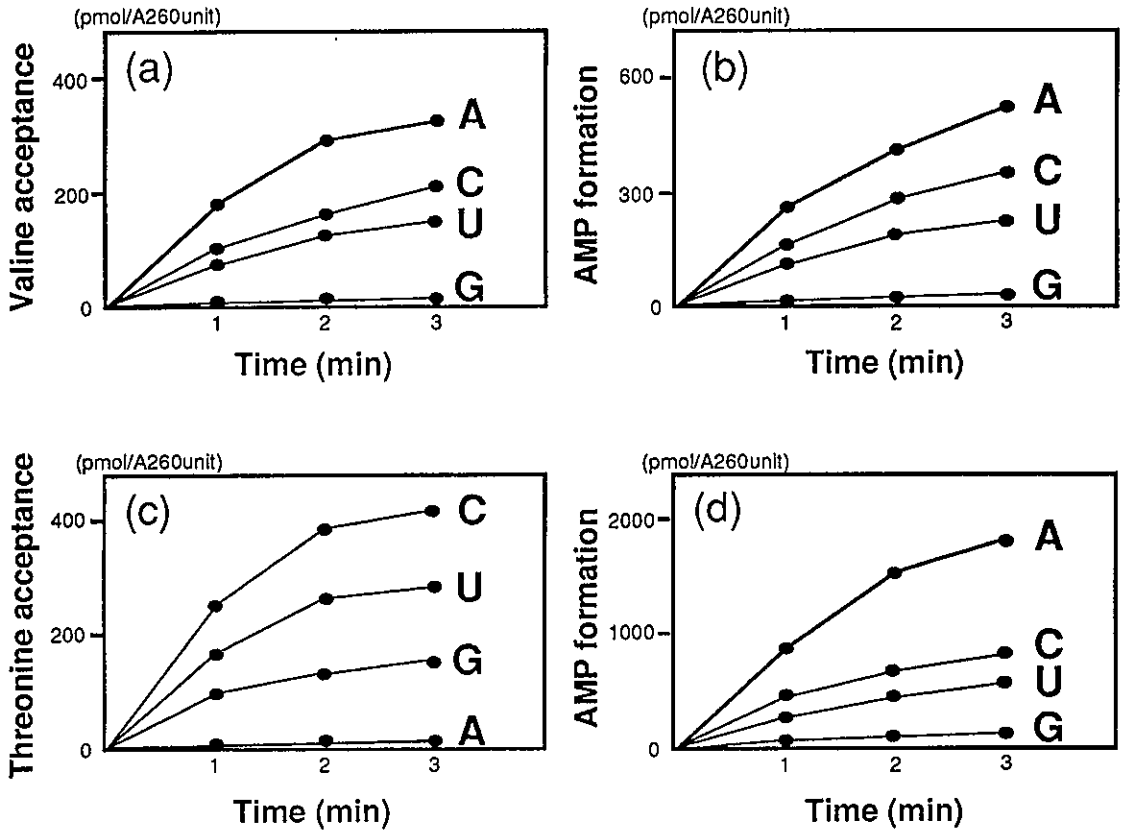 (pmol/A260unit)
Valine acceptance
400
200
0
(a)
A
C
U
G
1 2 3
Time (min)
(pmol/A260unit)
AMP formation
600
300
0
(b)
A
C
U
G
1 2 3
Time (min)
(pmol/A260unit)
Threonine acceptance
400
200
0
(c)
C
U
G
A
1 2 3
Time (min)
(pmol/A260unit)
AMP formation
2000
1000
0
(d)
A
C
U
G
1 2 3
Time (min)